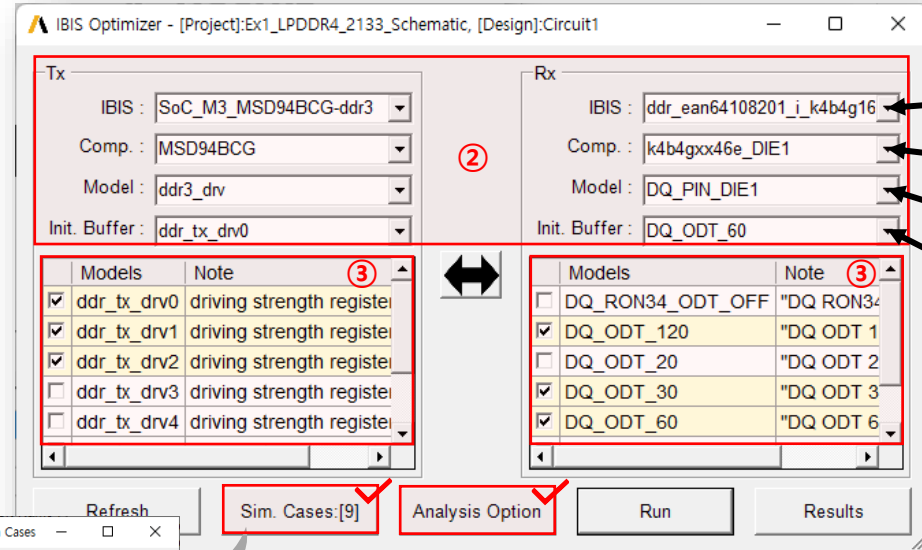 IBIS Optimizer - [Project]:Ex1_LPDDR4_2133_Schematic, [Design]:Circuit1
Tx
IBIS : SoC_M3_MSD94BCG-ddr3
Comp. : MSD94BCG
Model : ddr3_drv
Init. Buffer : ddr_tx_drv0
②
Rx
IBIS : ddr_ean64108201_i_k4b4g16
Comp. : k4b4gxx46e_DIE1
Model : DQ_PIN_DIE1
Init. Buffer : DQ_ODT_60
Models Note ③
ddr_tx_drv0 driving strength register
ddr_tx_drv1 driving strength register
ddr_tx_drv2 driving strength register
ddr_tx_drv3 driving strength register
ddr_tx_drv4 driving strength register
Models Note ③
DQ_RON34_ODT_OFF "DQ RON34
DQ_ODT_120 "DQ ODT 1
DQ_ODT_20 "DQ ODT 2
DQ_ODT_30 "DQ ODT 3
DQ_ODT_60 "DQ ODT 6
Refresh Sim. Cases:[9] Analysis Option Run Results
Cases